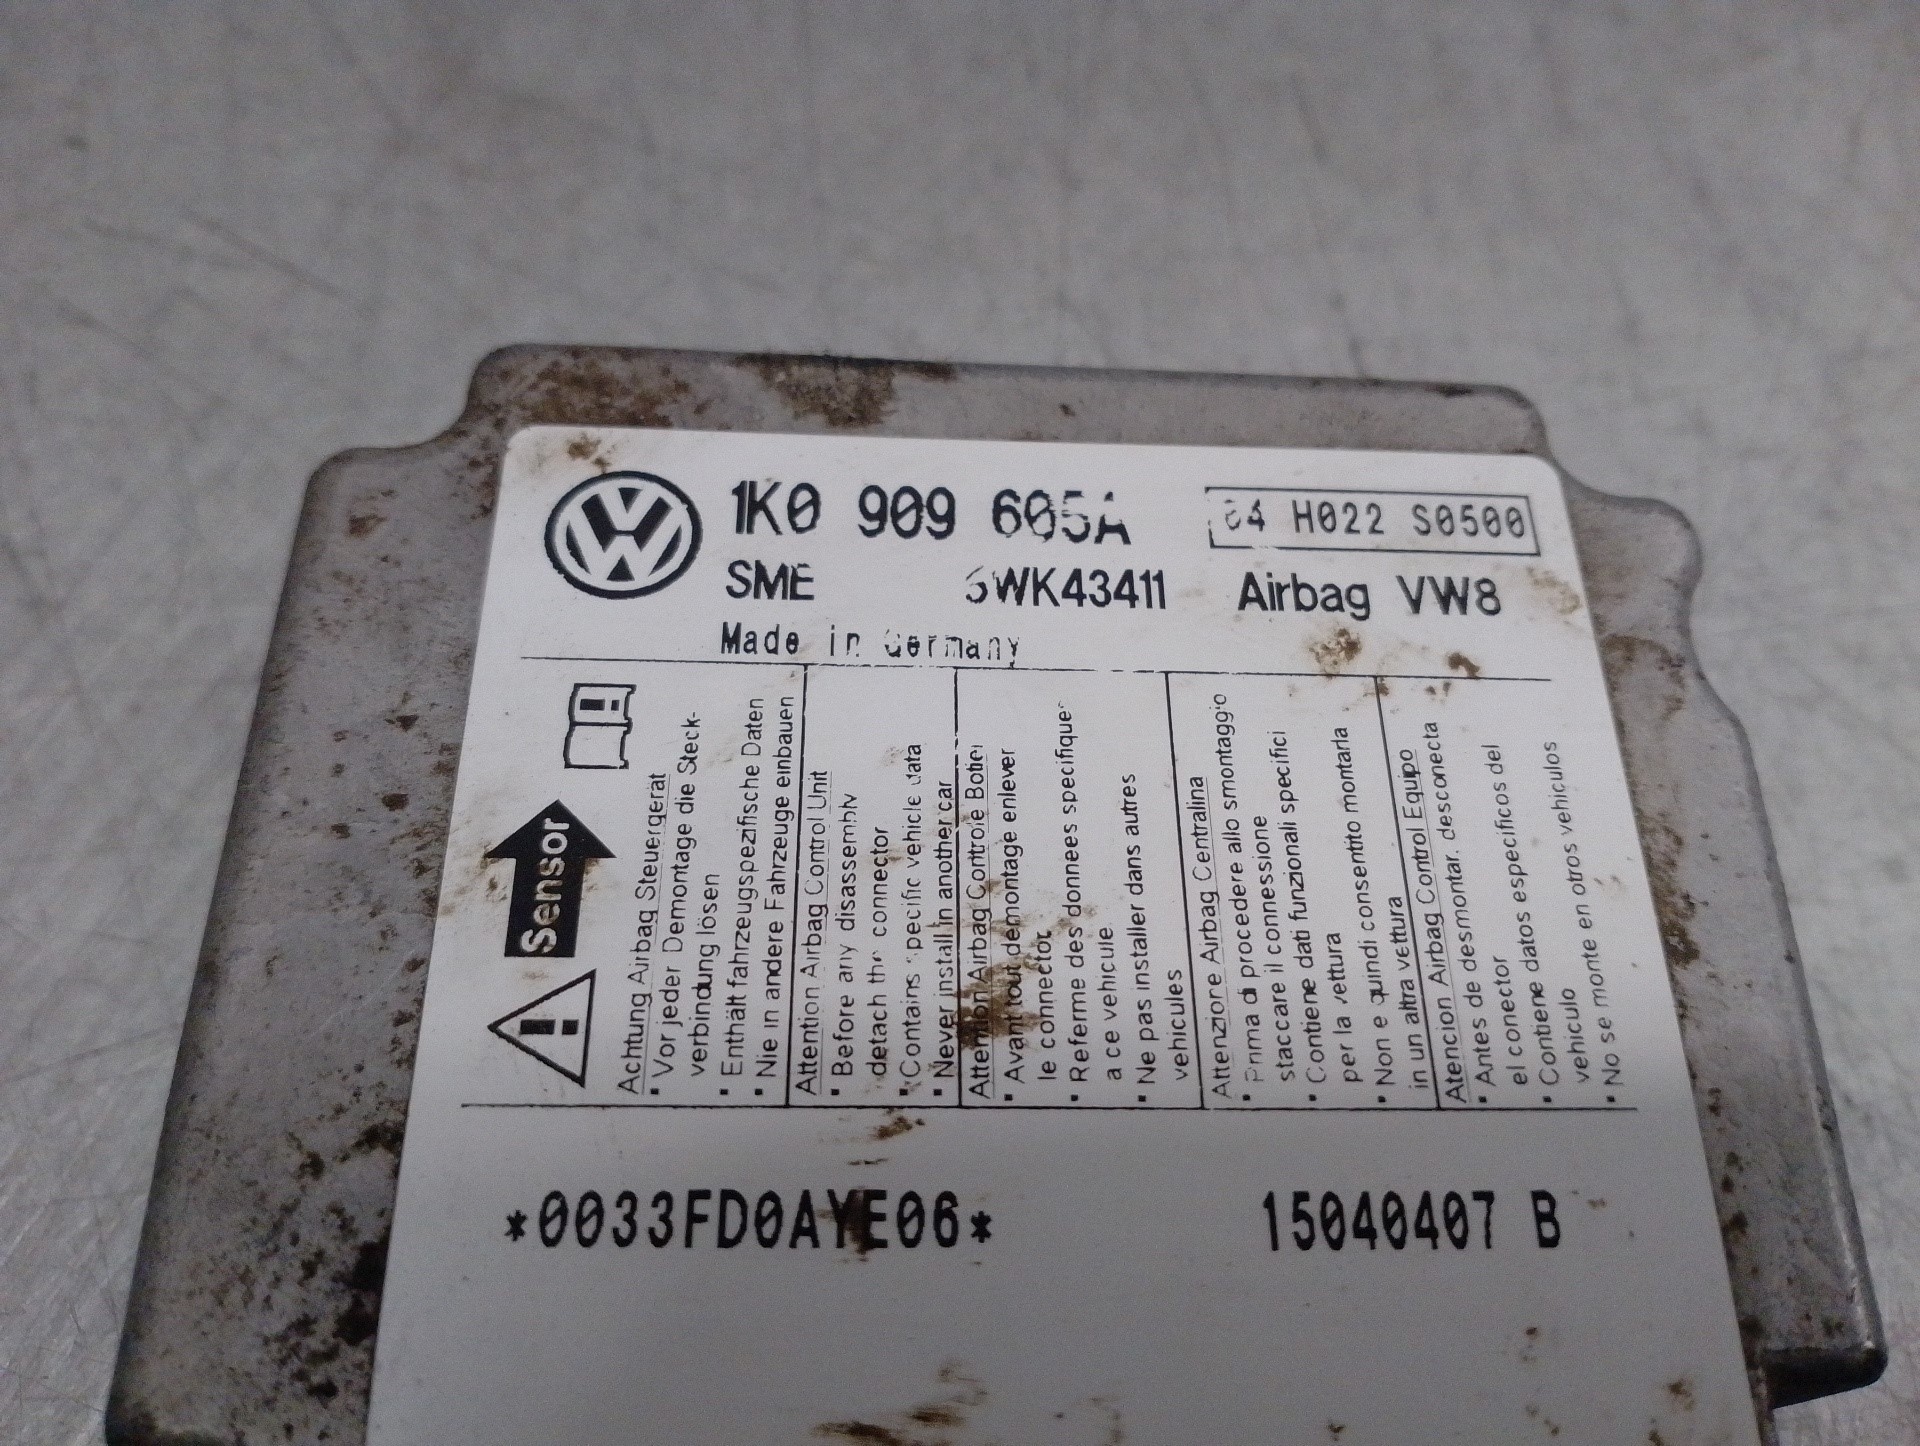 1K0 909 605A
04 H022 S0500
SME 5WK43411 Airbag VW8
Made in Germany
Sensor
Achtung Airbag Steuergerät
• Vor jeder Demontage die Steck-
verbindung lösen
• Enthält fahrzeugspezifische Daten
• Nie in andere Fahrzeuge einbauen
Attention Airbag Control Unit
• Before any disassembly
detach the connector
• Contains specific vehicle data
• Never install in another car
Attention Airbag Controle Botier
• Avant tout demontage enlever
le connector
• Referme des donnees specifique
a ce vehicule
• Ne pas installer dans autres
vehicules
Attenzione Airbag Centralina
• Prima di procedere allo smontaggio
staccare il connessione
• Contiene dati funzionali specifici
per la vettura
• Non e quindi consentito montarla
in un altra vettura
Atencion Airbag Control Equipo
• Antes de desmontar, desconecta
el conector
• Contiene datos especificos del
vehiculo
• No se monte en otros vehiculos
*0033FD0AYE06* 15040407 B